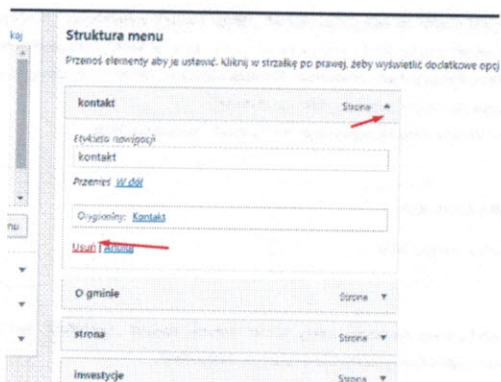 kaj
Struktura menu
Przenoś elementy aby je ustawić. Kliknij w strzałkę po prawej, żeby wyświetlić dodatkowe opcj
kontakt Strona
Etykieta nawigacji
kontakt
Przenieś W dół
Oryginalny: Kontakt
nu
Usuń | Anuluj
O gminie Strona
strona Strona
inwestycje Strona